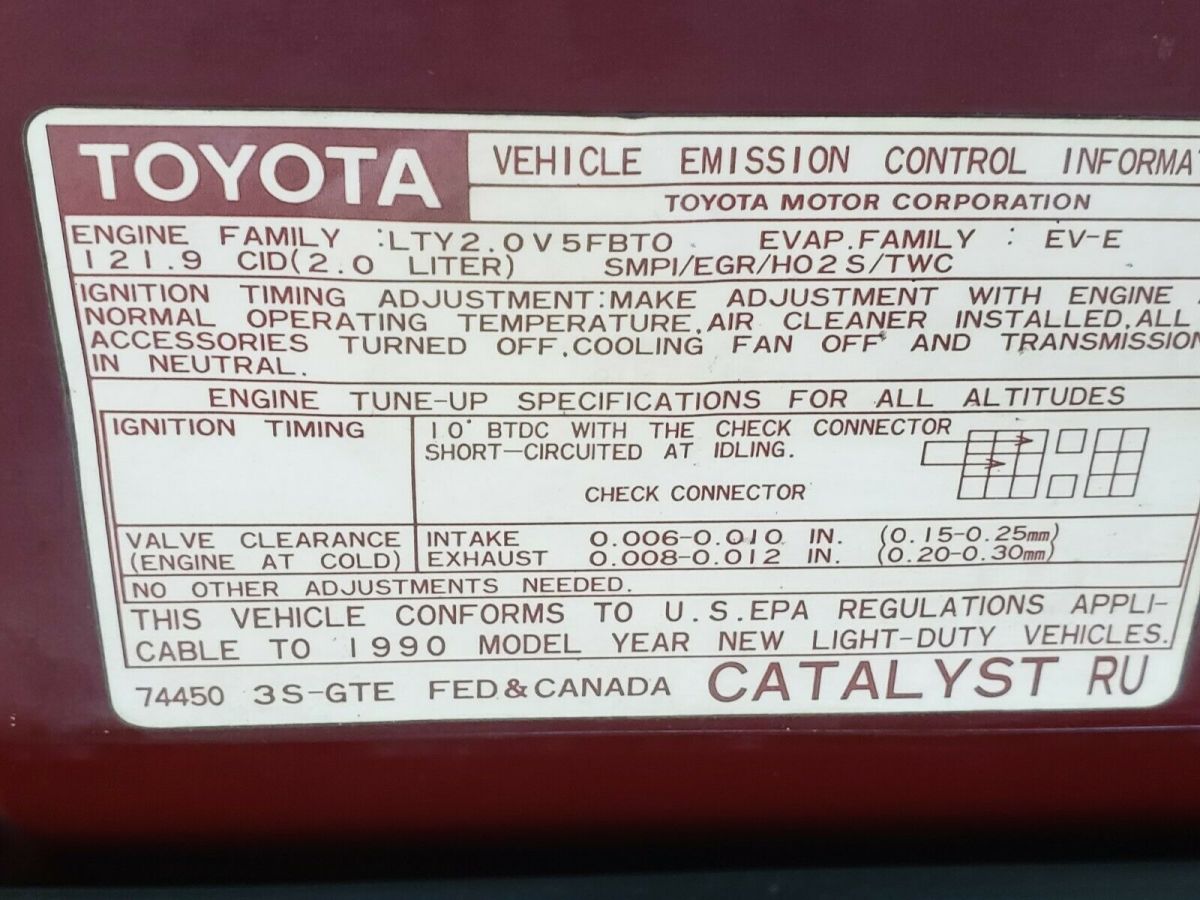 TOYOTA
VEHICLE EMISSION CONTROL INFORMA
TOYOTA MOTOR CORPORATION
ENGINE FAMILY :LTY2.0V5FBT0 EVAP.FAMILY : EV-E
121.9 CID(2.0 LITER) SMPI/EGR/HO2S/TWC
IGNITION TIMING ADJUSTMENT:MAKE ADJUSTMENT WITH ENGINE
NORMAL OPERATING TEMPERATURE,AIR CLEANER INSTALLED,ALL
ACCESSORIES TURNED OFF,COOLING FAN OFF AND TRANSMISSION
IN NEUTRAL.
ENGINE TUNE-UP SPECIFICATIONS FOR ALL ALTITUDES
IGNITION TIMING
10° BTDC WITH THE CHECK CONNECTOR
SHORT-CIRCUITED AT IDLING.
CHECK CONNECTOR
VALVE CLEARANCE
(ENGINE AT COLD)
INTAKE 0.006-0.010 IN. (0.15-0.25mm)
EXHAUST 0.008-0.012 IN. (0.20-0.30mm)
NO OTHER ADJUSTMENTS NEEDED.
THIS VEHICLE CONFORMS TO U.S.EPA REGULATIONS APPLI-
CABLE TO 1990 MODEL YEAR NEW LIGHT-DUTY VEHICLES.
74450 3S-GTE FED&CANADA CATALYST RU